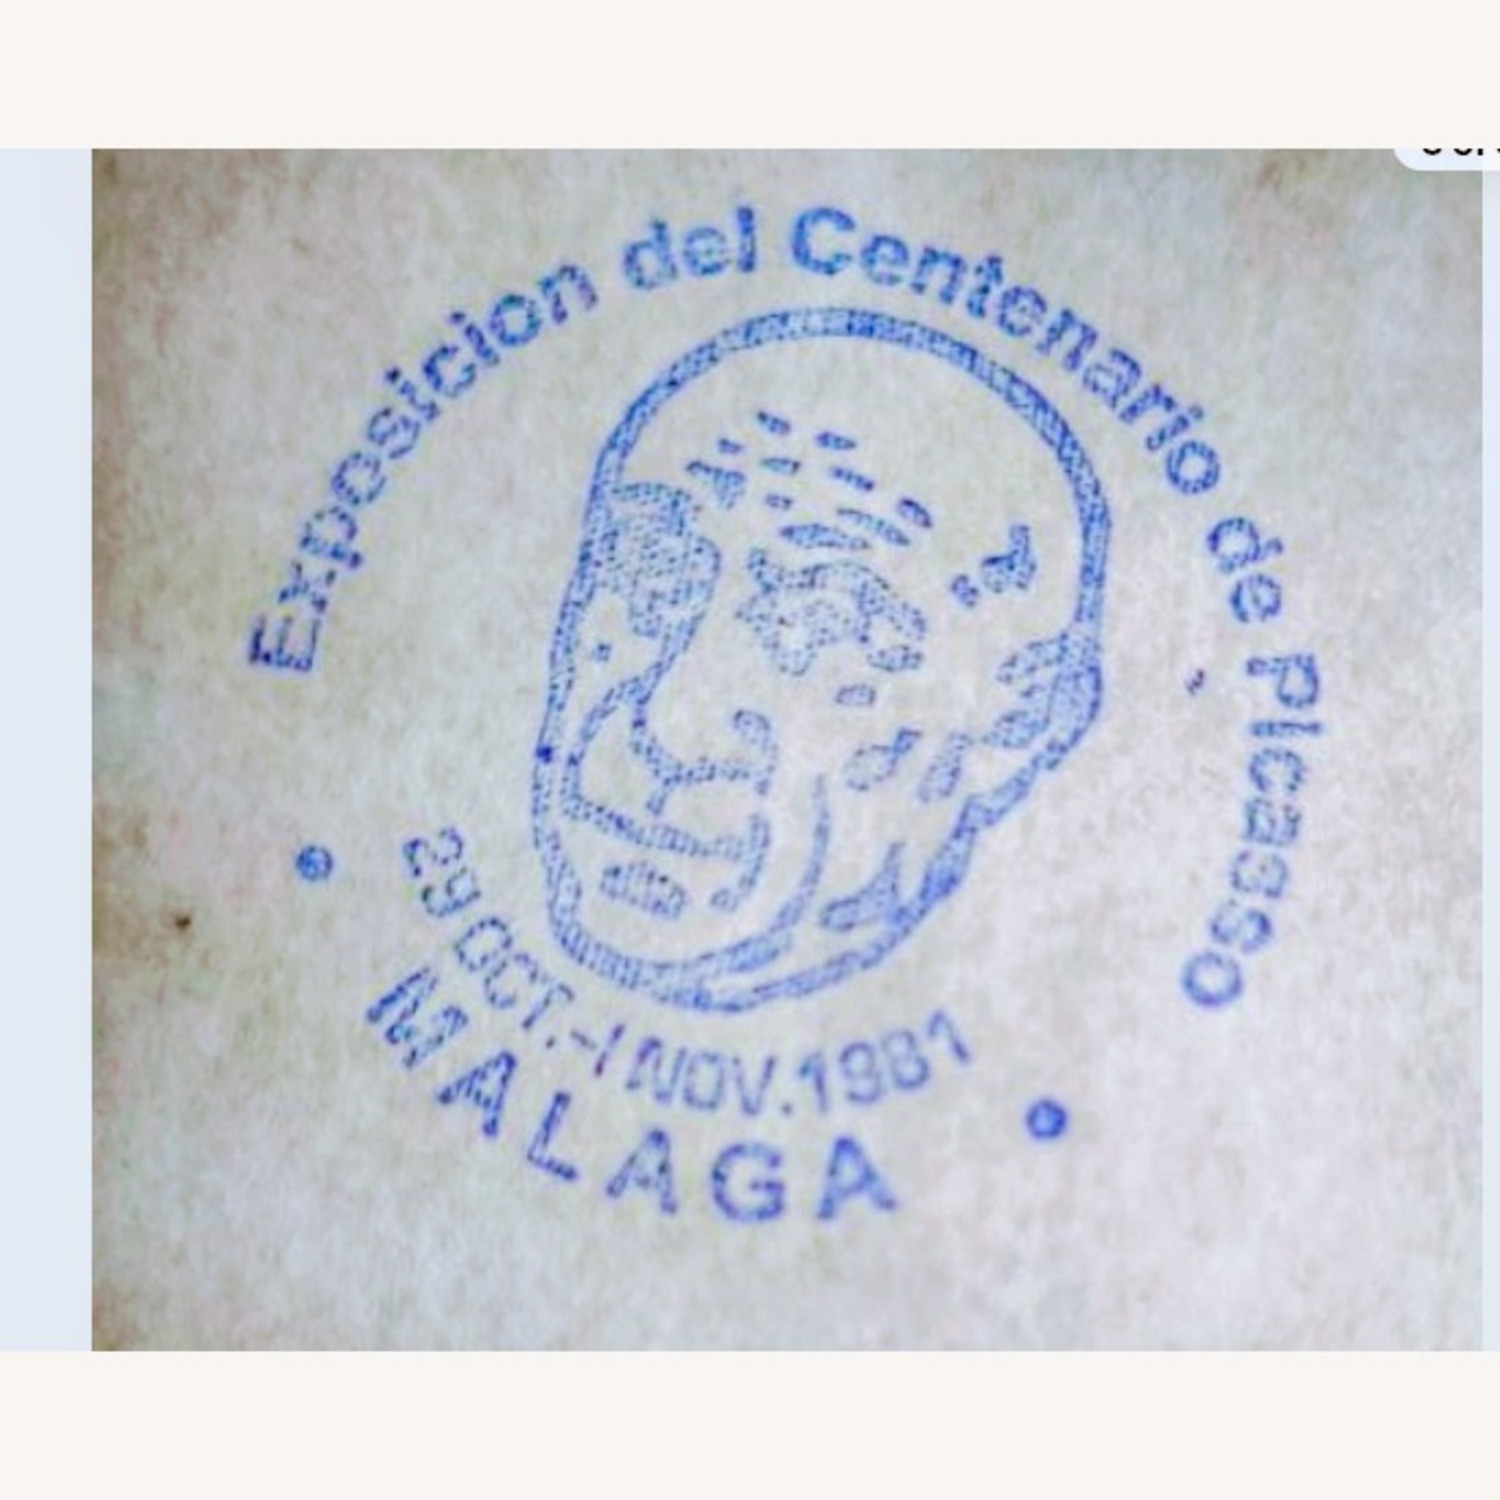 Exposicion del Centenario de Picasso
29 OCT.-1 NOV.1981
MALAGA